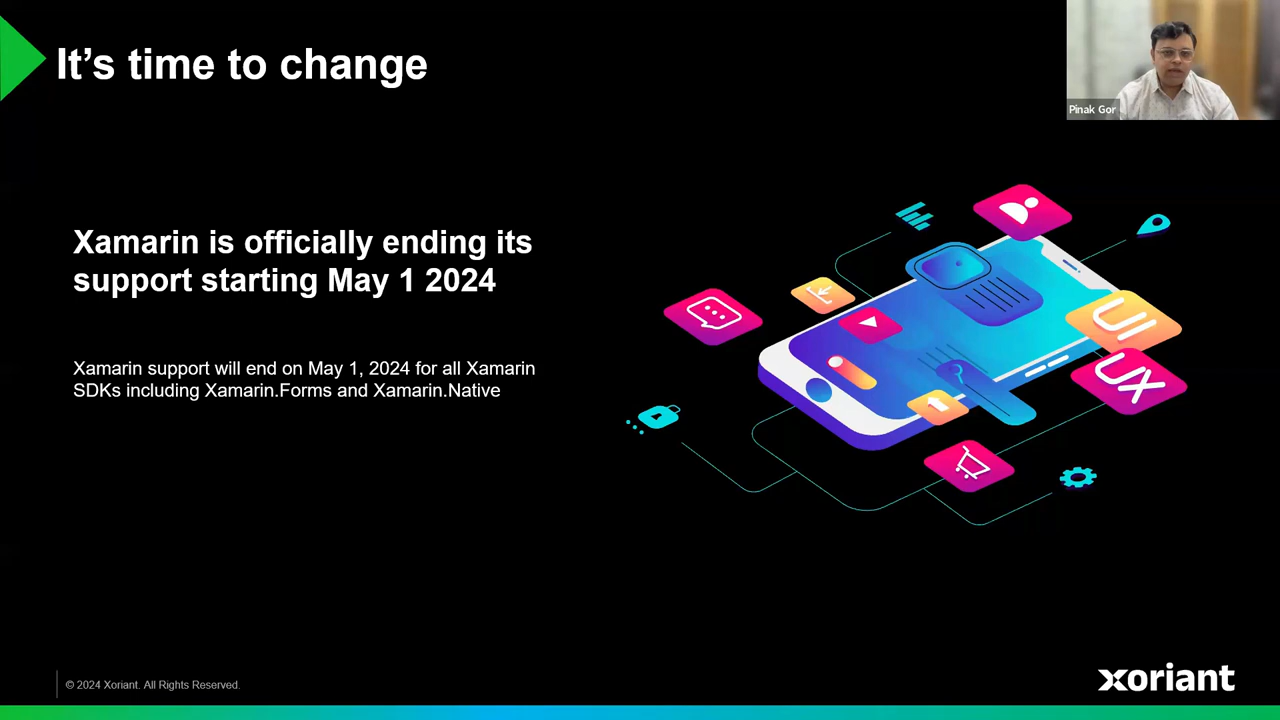 It’s time to change
Pinak Gor
Xamarin is officially ending its
support starting May 1 2024
Xamarin support will end on May 1, 2024 for all Xamarin
SDKs including Xamarin.Forms and Xamarin.Native
UI
UX
© 2024 Xoriant. All Rights Reserved.
xoriant